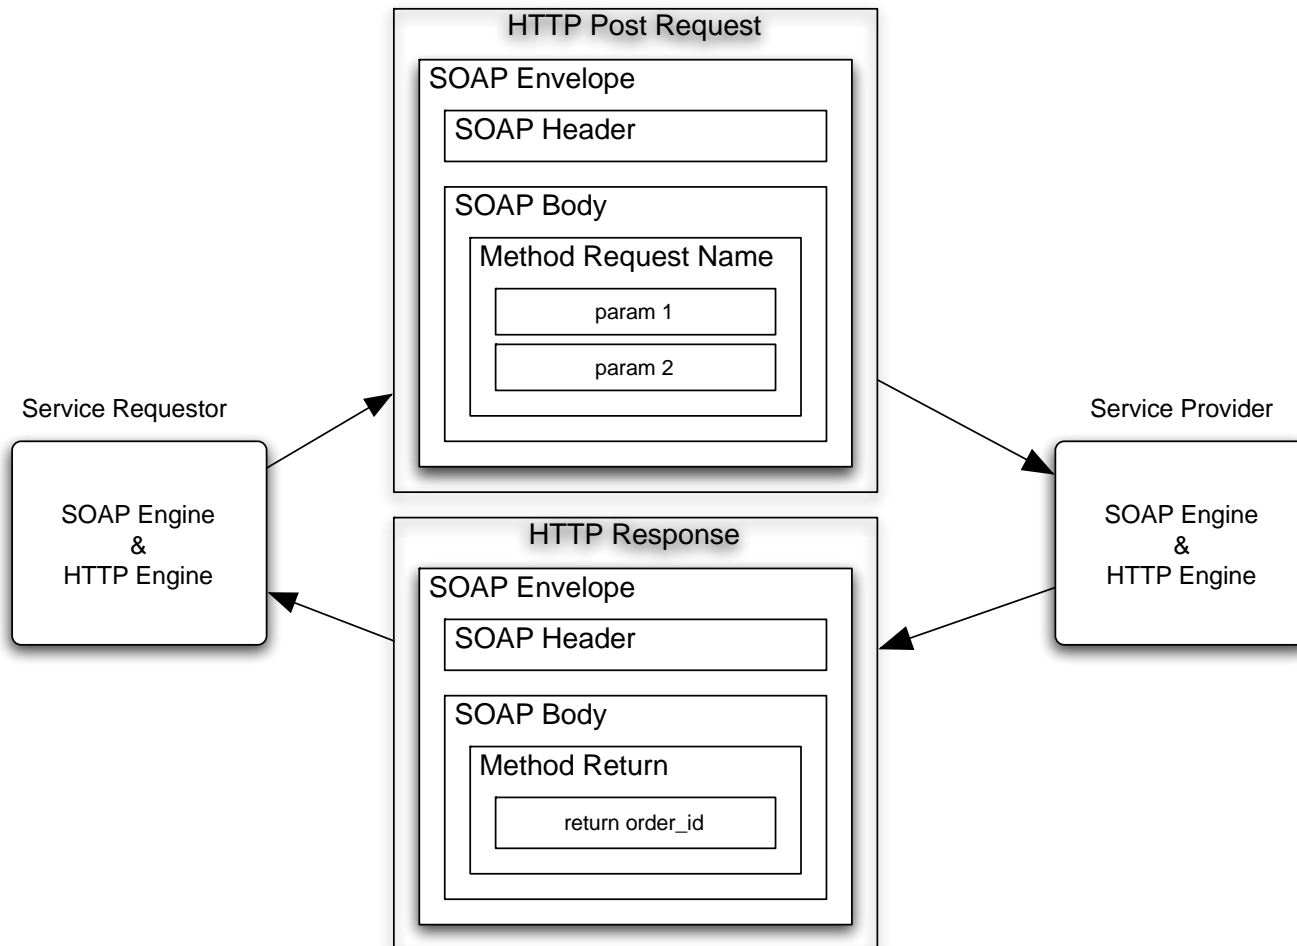 HTTP Post Request
SOAP Envelope
SOAP Header
SOAP Body
Method Request Name
param 1
param 2
Service Requestor
SOAP Engine
&
HTTP Engine
Service Provider
SOAP Engine
&
HTTP Engine
HTTP Response
SOAP Envelope
SOAP Header
SOAP Body
Method Return
return order_id